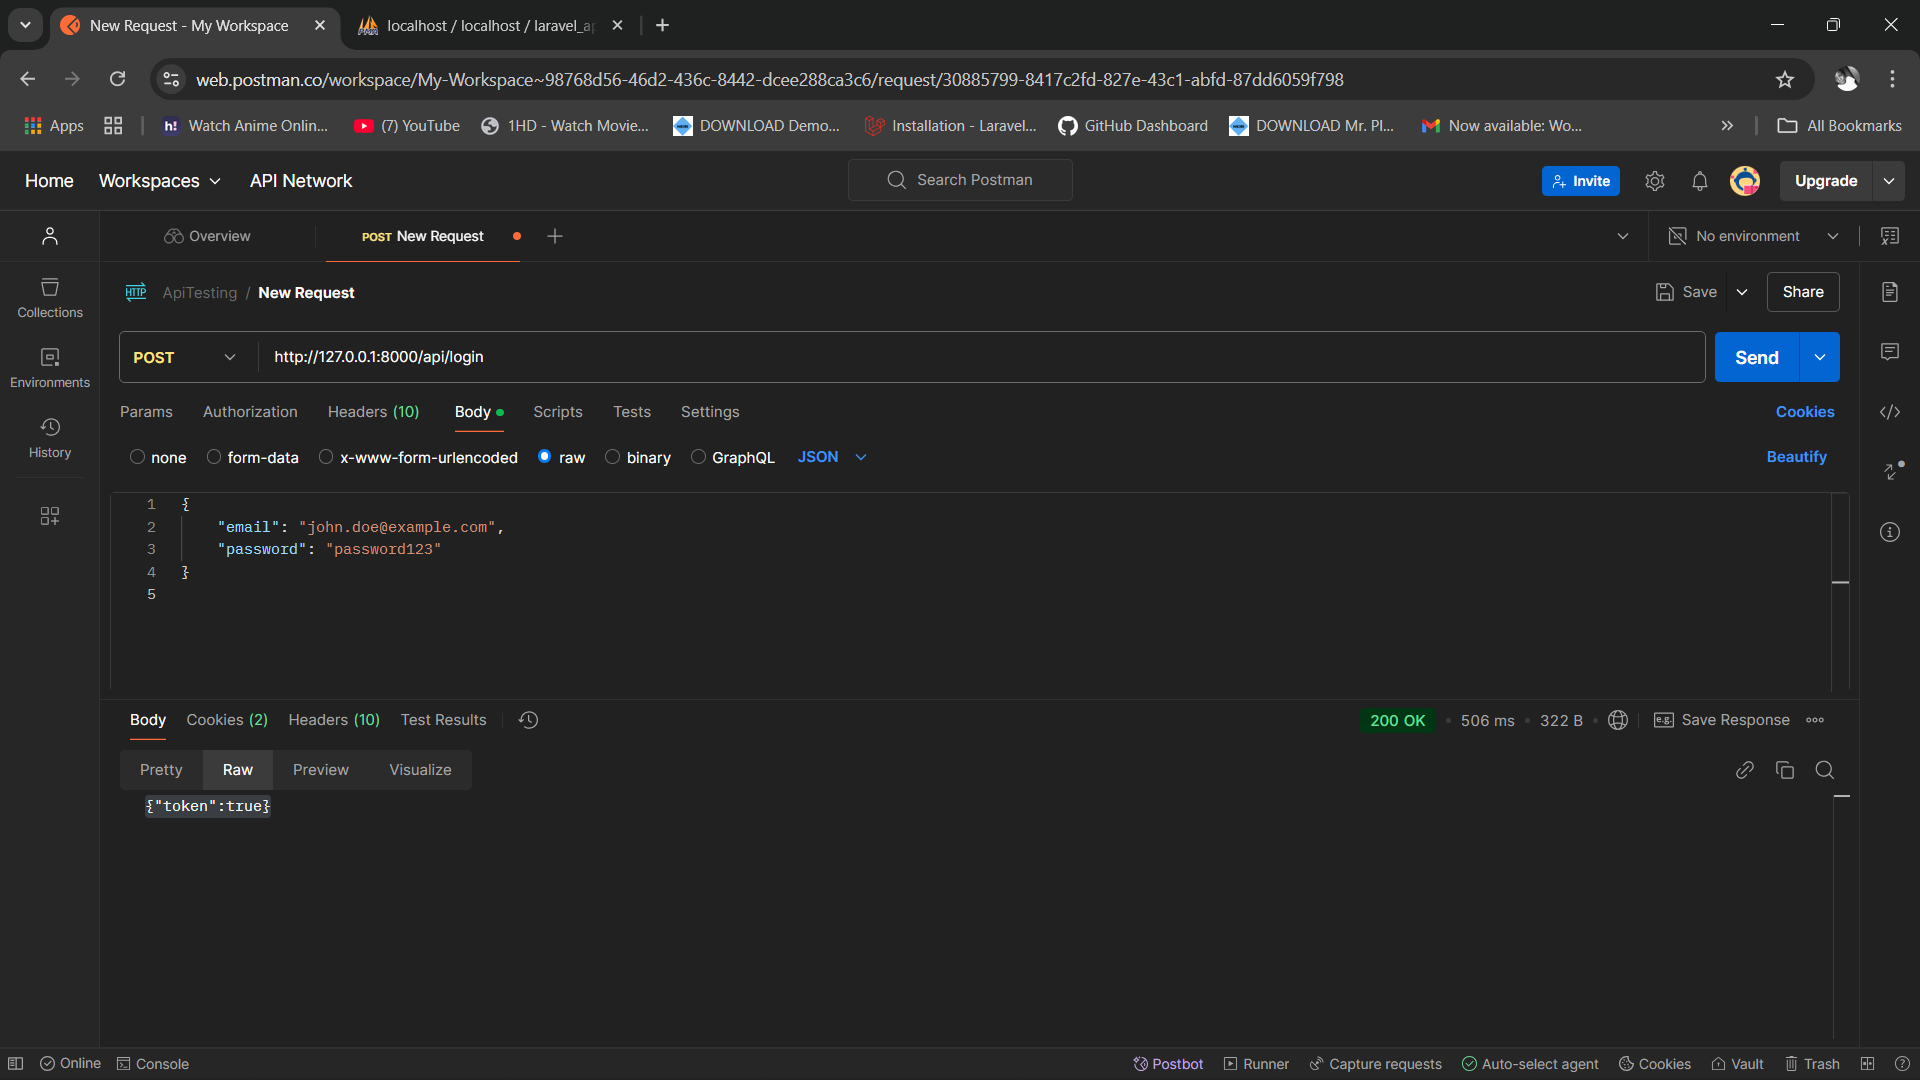 New Request - My Workspace
localhost / localhost / laravel_ap
web.postman.co/workspace/My-Workspace~98768d56-46d2-436c-8442-dcee288ca3c6/request/30885799-8417c2fd-827e-43c1-abfd-87dd6059f798
Apps
h! Watch Anime Onlin...
(7) YouTube
1HD - Watch Movie...
DOWNLOAD Demo...
Installation - Laravel...
GitHub Dashboard
DOWNLOAD Mr. Pl...
Now available: Wo...
All Bookmarks
Home
Workspaces
API Network
Search Postman
Invite
Upgrade
Overview
POST New Request
No environment
HTTP ApiTesting / New Request
Save
Share
Collections
Environments
History
POST
http://127.0.0.1:8000/api/login
Send
Params
Authorization
Headers (10)
Body
Scripts
Tests
Settings
Cookies
none
form-data
x-www-form-urlencoded
raw
binary
GraphQL
JSON
Beautify
1 {
2 "email": "john.doe@example.com",
3 "password": "password123"
4 }
5
Body
Cookies (2)
Headers (10)
Test Results
200 OK
506 ms
322 B
e.g. Save Response
Pretty
Raw
Preview
Visualize
{"token":true}
Online
Console
Postbot
Runner
Capture requests
Auto-select agent
Cookies
Vault
Trash